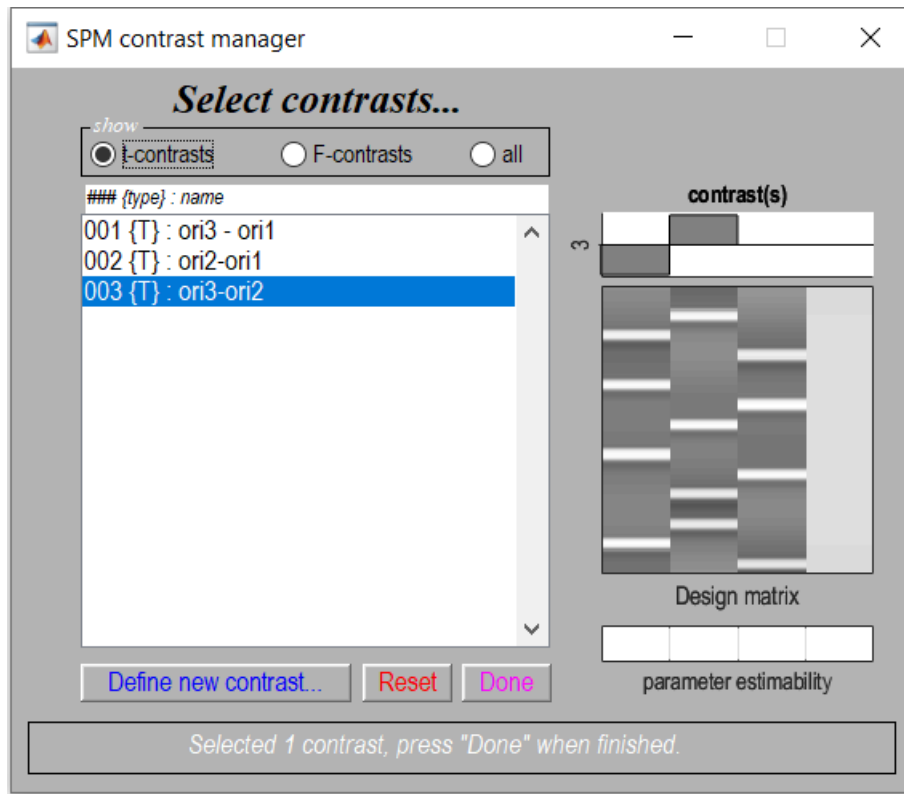 SPM contrast manager
Select contrasts...
show
t-contrasts F-contrasts all
### {type} : name
001 {T} : ori3 - ori1
002 {T} : ori2-ori1
003 {T} : ori3-ori2
contrast(s)
3
Design matrix
parameter estimability
Define new contrast... Reset Done
Selected 1 contrast, press "Done" when finished.